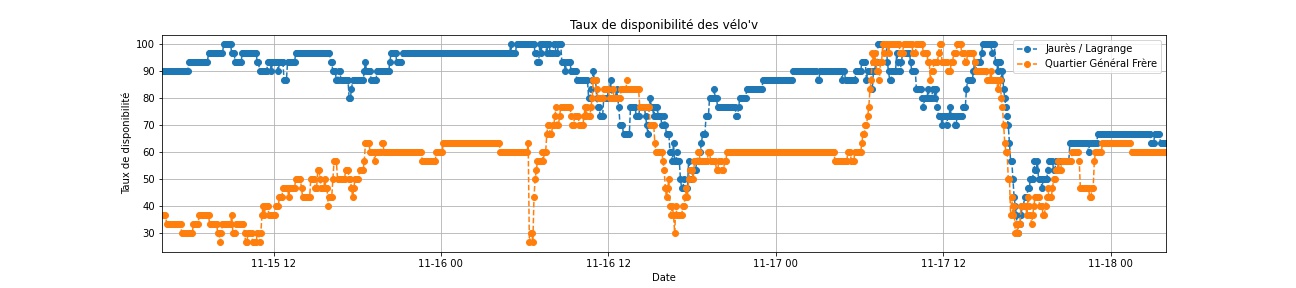 Taux de disponibilité des vélo'v
Taux de disponibilité
100
90
80
70
60
50
40
30
Jaurès / Lagrange
Quartier Général Frère
11-15 12
11-16 00
11-16 12
11-17 00
11-17 12
11-18 00
Date